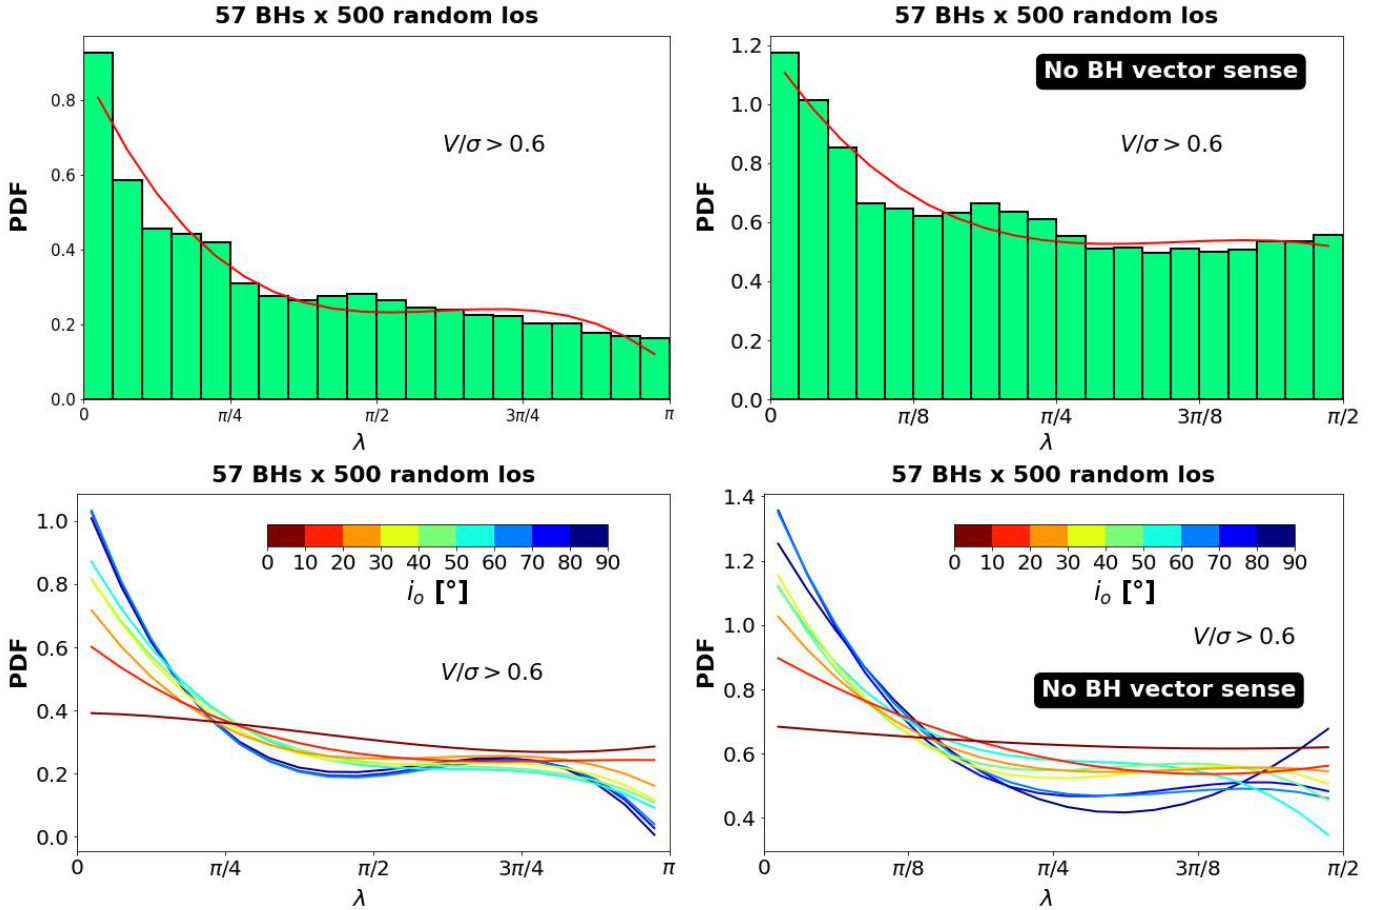 57 BHs x 500 random los
PDF
0.8
0.6
0.4
0.2
0.0
V/σ > 0.6
0 π/4 π/2 3π/4 π
λ
57 BHs x 500 random los
No BH vector sense
PDF
1.2
1.0
0.8
0.6
0.4
0.2
0.0
V/σ > 0.6
0 π/8 π/4 3π/8 π/2
λ
57 BHs x 500 random los
PDF
1.0
0.8
0.6
0.4
0.2
0.0
0 10 20 30 40 50 60 70 80 90
i_o [°]
V/σ > 0.6
0 π/4 π/2 3π/4 π
λ
57 BHs x 500 random los
PDF
1.4
1.2
1.0
0.8
0.6
0.4
0 10 20 30 40 50 60 70 80 90
i_o [°]
V/σ > 0.6
No BH vector sense
0 π/8 π/4 3π/8 π/2
λ